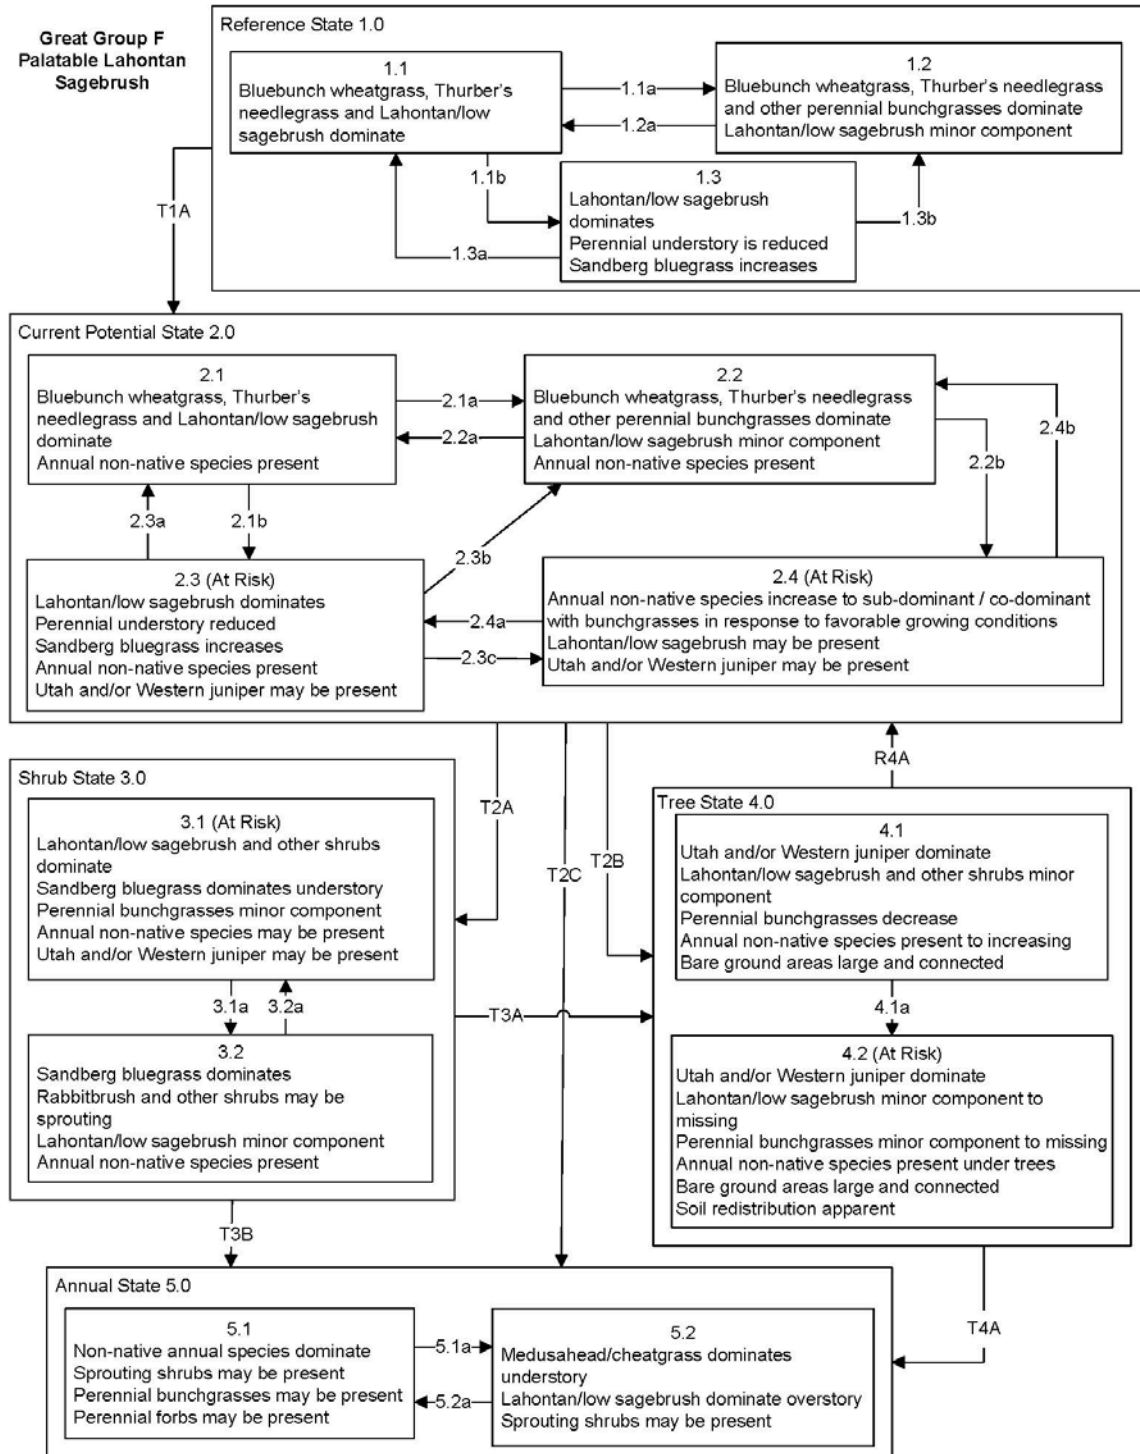 Great Group F
Palatable Lahontan
Sagebrush
Reference State 1.0
1.1
Bluebunch wheatgrass, Thurber's
needlegrass and Lahontan/low
sagebrush dominate
1.1a
1.2a
1.2
Bluebunch wheatgrass, Thurber's needlegrass
and other perennial bunchgrasses dominate
Lahontan/low sagebrush minor component
1.1b
1.3a
1.3
Lahontan/low sagebrush
dominates
Perennial understory is reduced
Sandberg bluegrass increases
1.3b
T1A
Current Potential State 2.0
2.1
Bluebunch wheatgrass, Thurber's
needlegrass and Lahontan/low sagebrush
dominate
Annual non-native species present
2.1a
2.2a
2.2
Bluebunch wheatgrass, Thurber's needlegrass
and other perennial bunchgrasses dominate
Lahontan/low sagebrush minor component
Annual non-native species present
2.4b
2.2b
2.3a
2.1b
2.3b
2.3 (At Risk)
Lahontan/low sagebrush dominates
Perennial understory reduced
Sandberg bluegrass increases
Annual non-native species present
Utah and/or Western juniper may be present
2.4a
2.3c
2.4 (At Risk)
Annual non-native species increase to sub-dominant / co-dominant
with bunchgrasses in response to favorable growing conditions
Lahontan/low sagebrush may be present
Utah and/or Western juniper may be present
T2A
T2C
T2B
R4A
Shrub State 3.0
3.1 (At Risk)
Lahontan/low sagebrush and other shrubs
dominate
Sandberg bluegrass dominates understory
Perennial bunchgrasses minor component
Annual non-native species may be present
Utah and/or Western juniper may be present
3.1a
3.2a
3.2
Sandberg bluegrass dominates
Rabbitbrush and other shrubs may be
sprouting
Lahontan/low sagebrush minor component
Annual non-native species present
T3A
Tree State 4.0
4.1
Utah and/or Western juniper dominate
Lahontan/low sagebrush and other shrubs minor
component
Perennial bunchgrasses decrease
Annual non-native species present to increasing
Bare ground areas large and connected
4.1a
4.2 (At Risk)
Utah and/or Western juniper dominate
Lahontan/low sagebrush minor component to
missing
Perennial bunchgrasses minor component to missing
Annual non-native species present under trees
Bare ground areas large and connected
Soil redistribution apparent
T3B
T4A
Annual State 5.0
5.1
Non-native annual species dominate
Sprouting shrubs may be present
Perennial bunchgrasses may be present
Perennial forbs may be present
5.1a
5.2a
5.2
Medusahead/cheatgrass dominates
understory
Lahontan/low sagebrush dominate overstory
Sprouting shrubs may be present